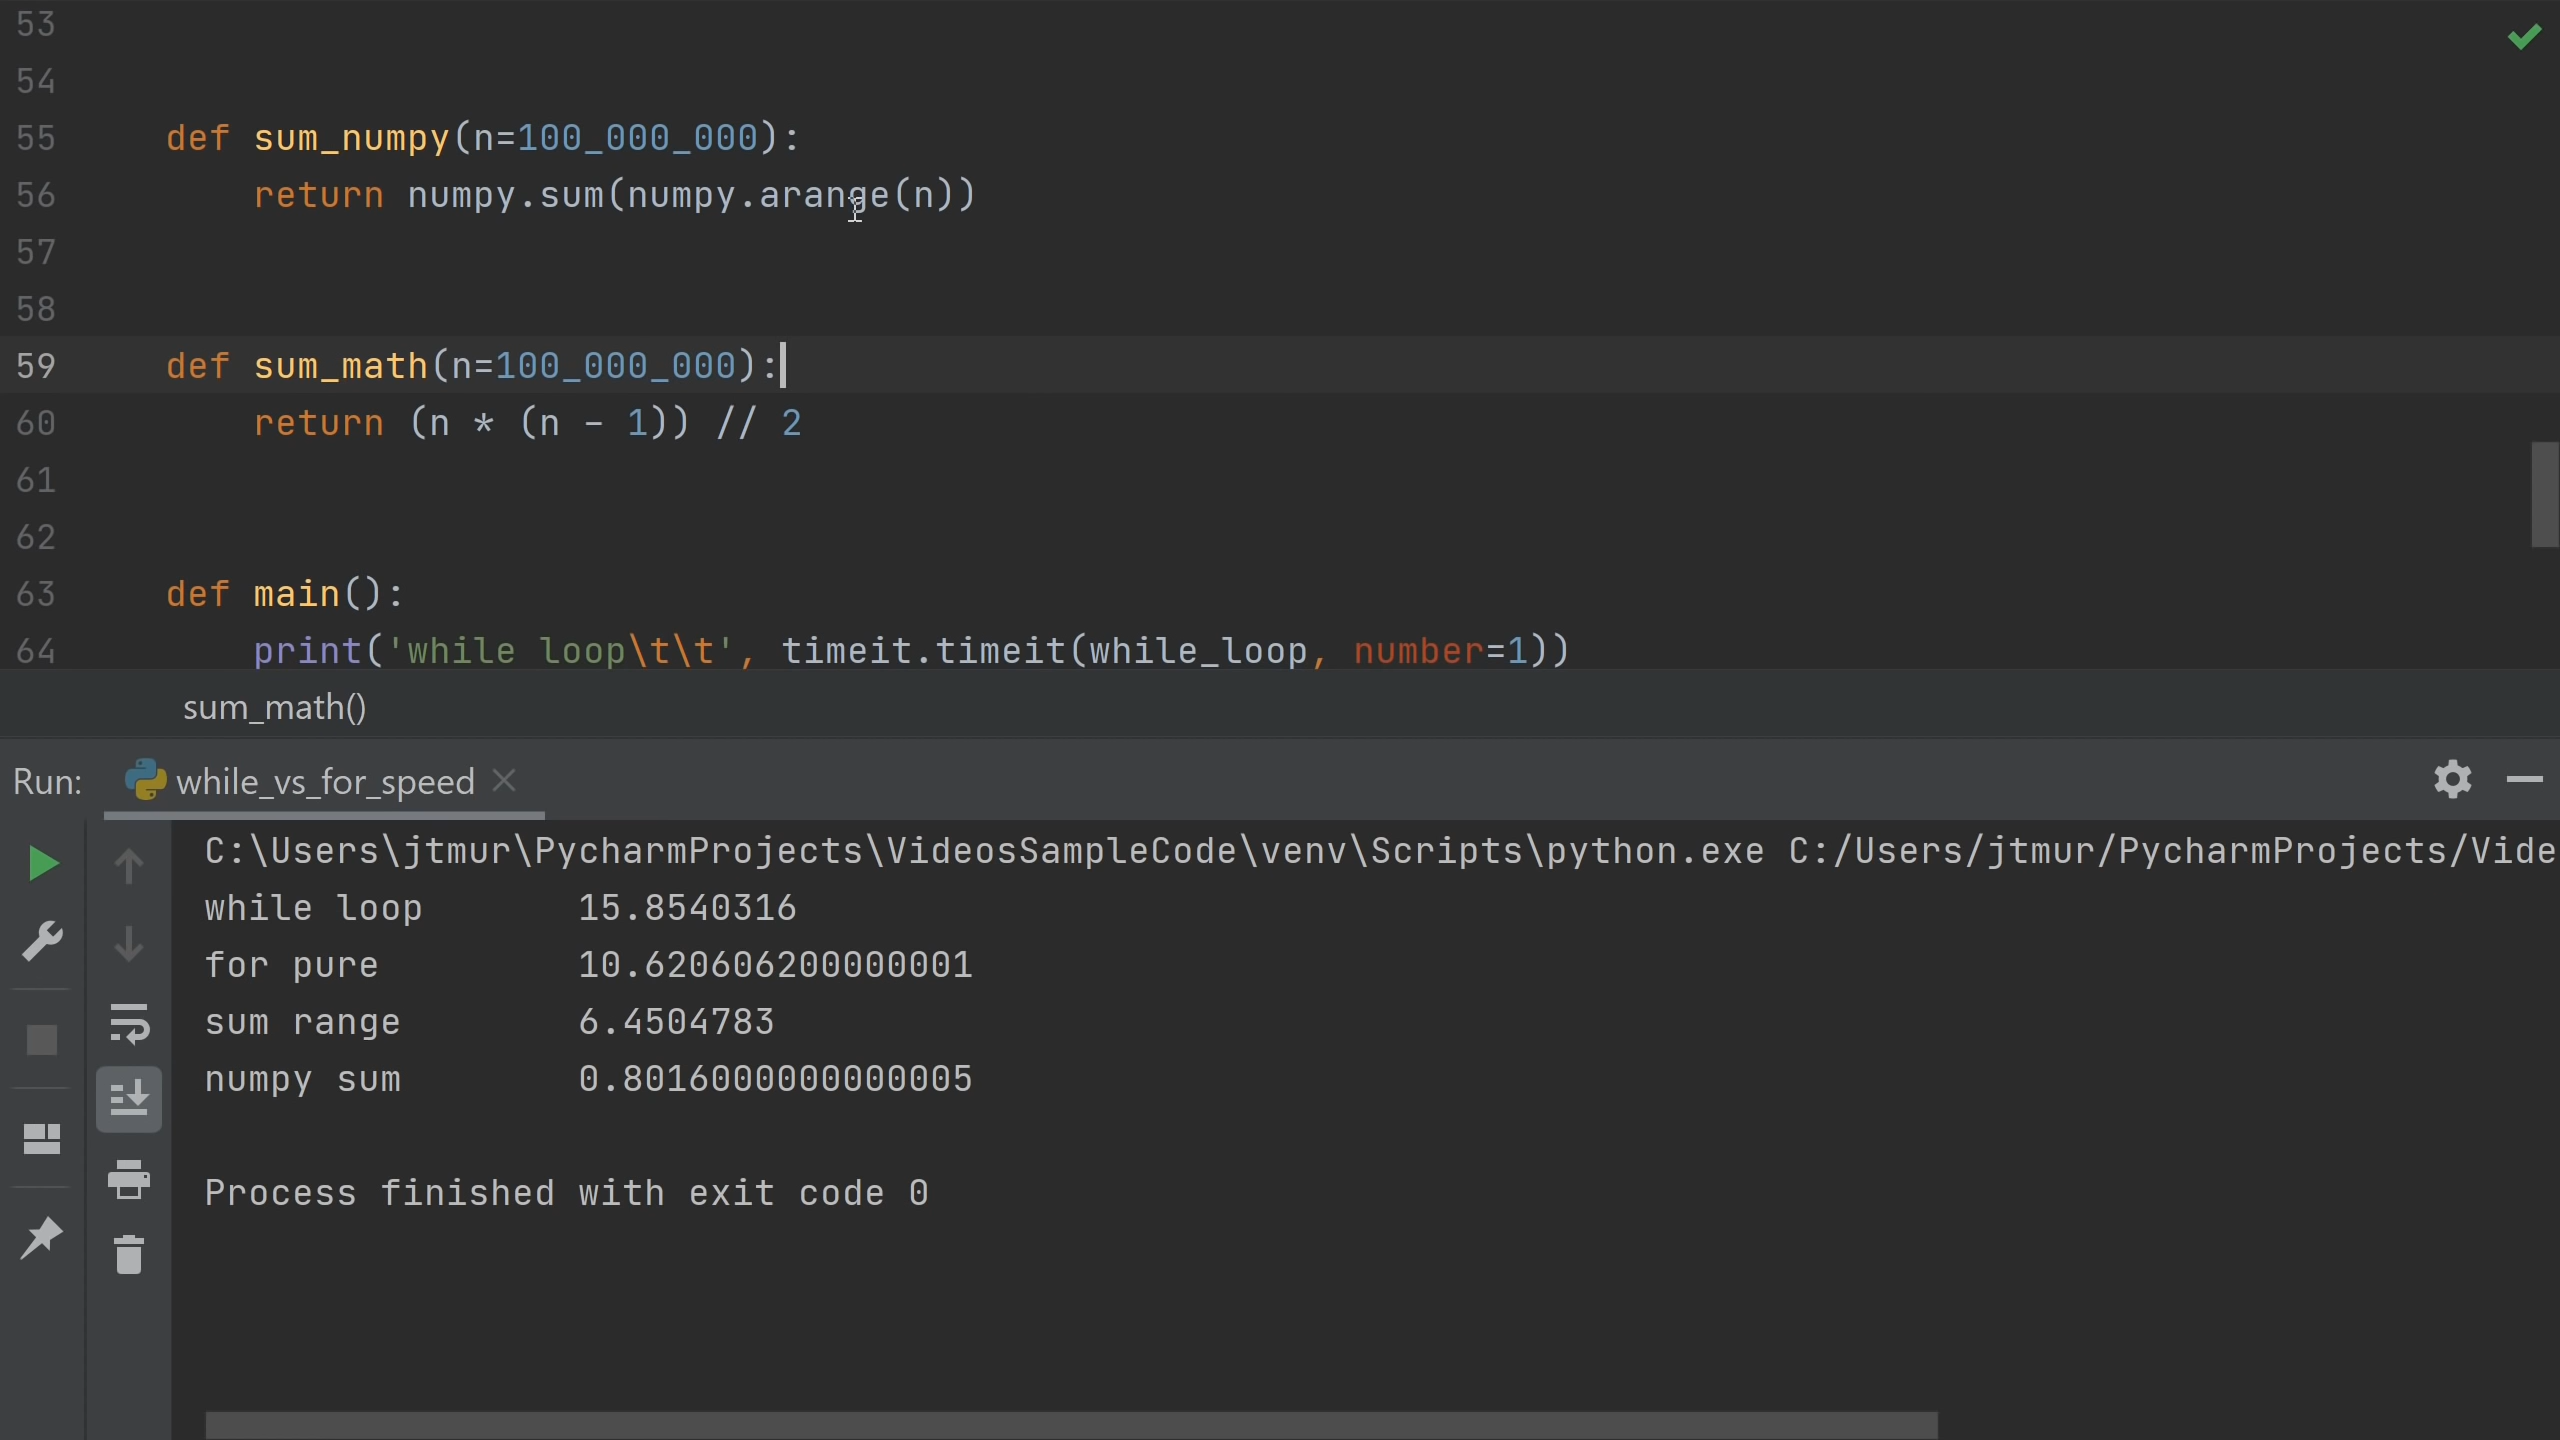 53
54
55 def sum_numpy(n=100_000_000):
56 return numpy.sum(numpy.arange(n))
57
58
59 def sum_math(n=100_000_000):
60 return (n * (n - 1)) // 2
61
62
63 def main():
64 print('while loop\t\t', timeit.timeit(while_loop, number=1))
sum_math()
Run: while_vs_for_speed
C:\Users\jtmur\PycharmProjects\VideosSampleCode\venv\Scripts\python.exe C:/Users/jtmur/PycharmProjects/Vide
while loop 15.8540316
for pure 10.620606200000001
sum range 6.4504783
numpy sum 0.8016000000000005
Process finished with exit code 0